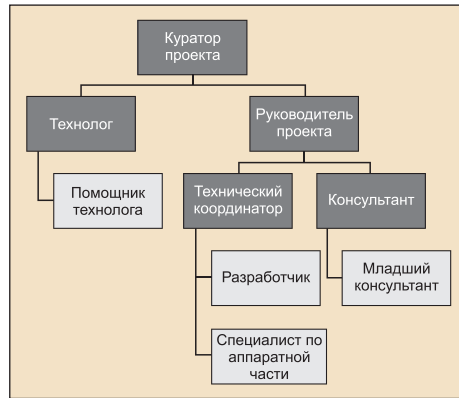 Куратор
проекта
Технолог
Руководитель
проекта
Помощник
технолога
Технический
координатор
Консультант
Разработчик
Младший
консультант
Специалист по
аппаратной
части